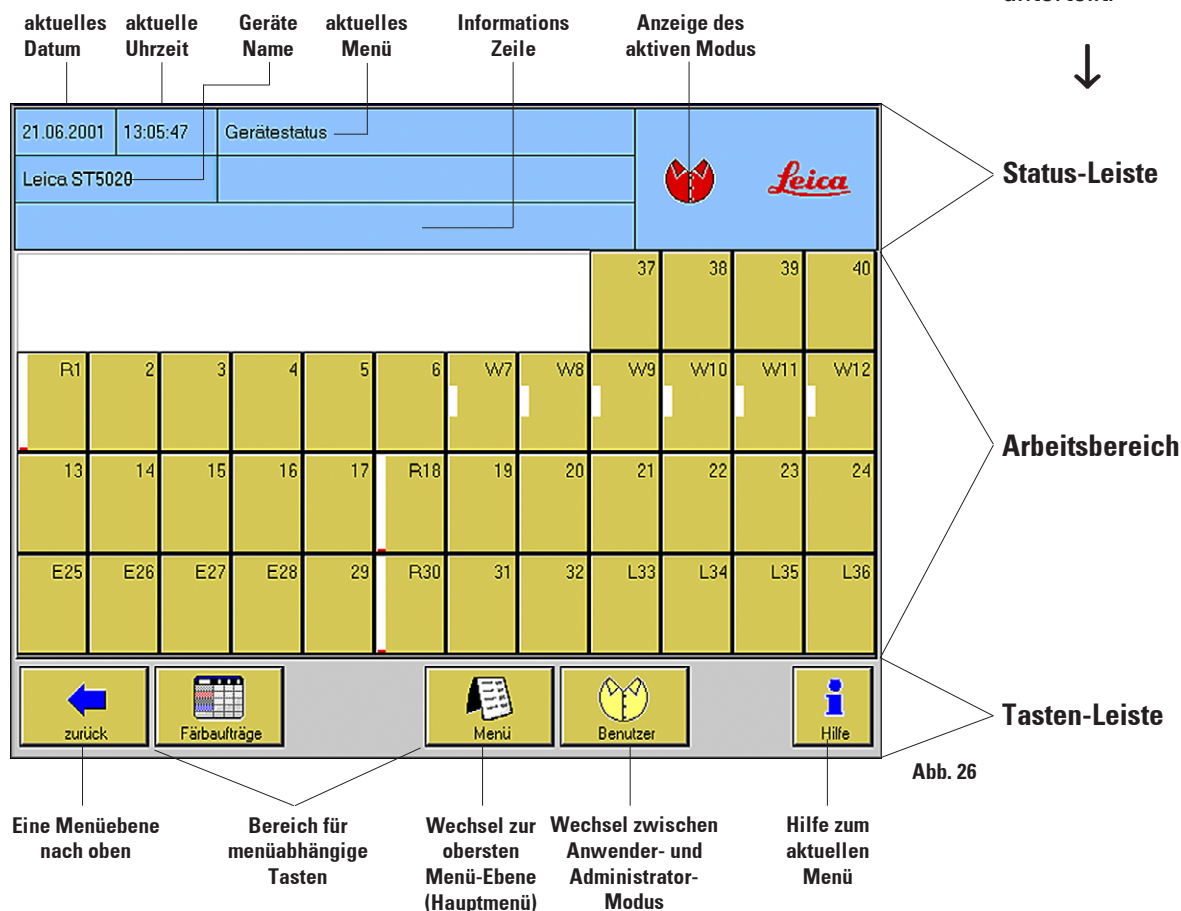 unterteilt.
aktuelles
Datum
aktuelle
Uhrzeit
Geräte
Name
aktuelles
Menü
Informations
Zeile
Anzeige des
aktiven Modus
21.06.2001 13:05:47 Gerätestatus
Leica ST5020
Leica
Status-Leiste
37 38 39 40
R1 2 3 4 5 6 W7 W8 W9 W10 W11 W12
Arbeitsbereich
13 14 15 16 17 R18 19 20 21 22 23 24
E25 E26 E27 E28 29 R30 31 32 L33 L34 L35 L36
zurück Färbaufträge Menü Benutzer Hilfe
Tasten-Leiste
Abb. 26
Eine Menüebene
nach oben
Bereich für
menüabhängige
Tasten
Wechsel zur
obersten
Menü-Ebene
(Hauptmenü)
Wechsel zwischen
Anwender- und
Administrator-
Modus
Hilfe zum
aktuellen
Menü